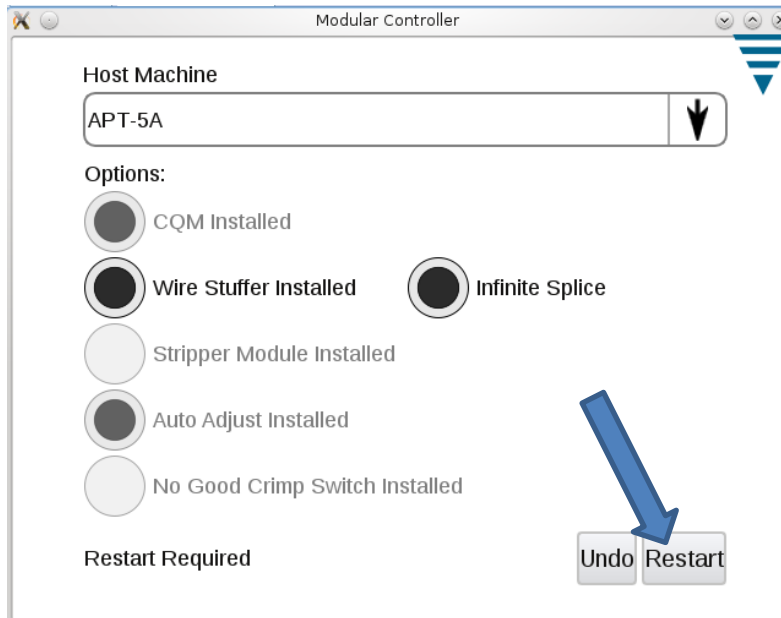 Modular Controller
Host Machine
APT-5A
Options:
CQM Installed
Wire Stuffer Installed Infinite Splice
Stripper Module Installed
Auto Adjust Installed
No Good Crimp Switch Installed
Restart Required Undo Restart